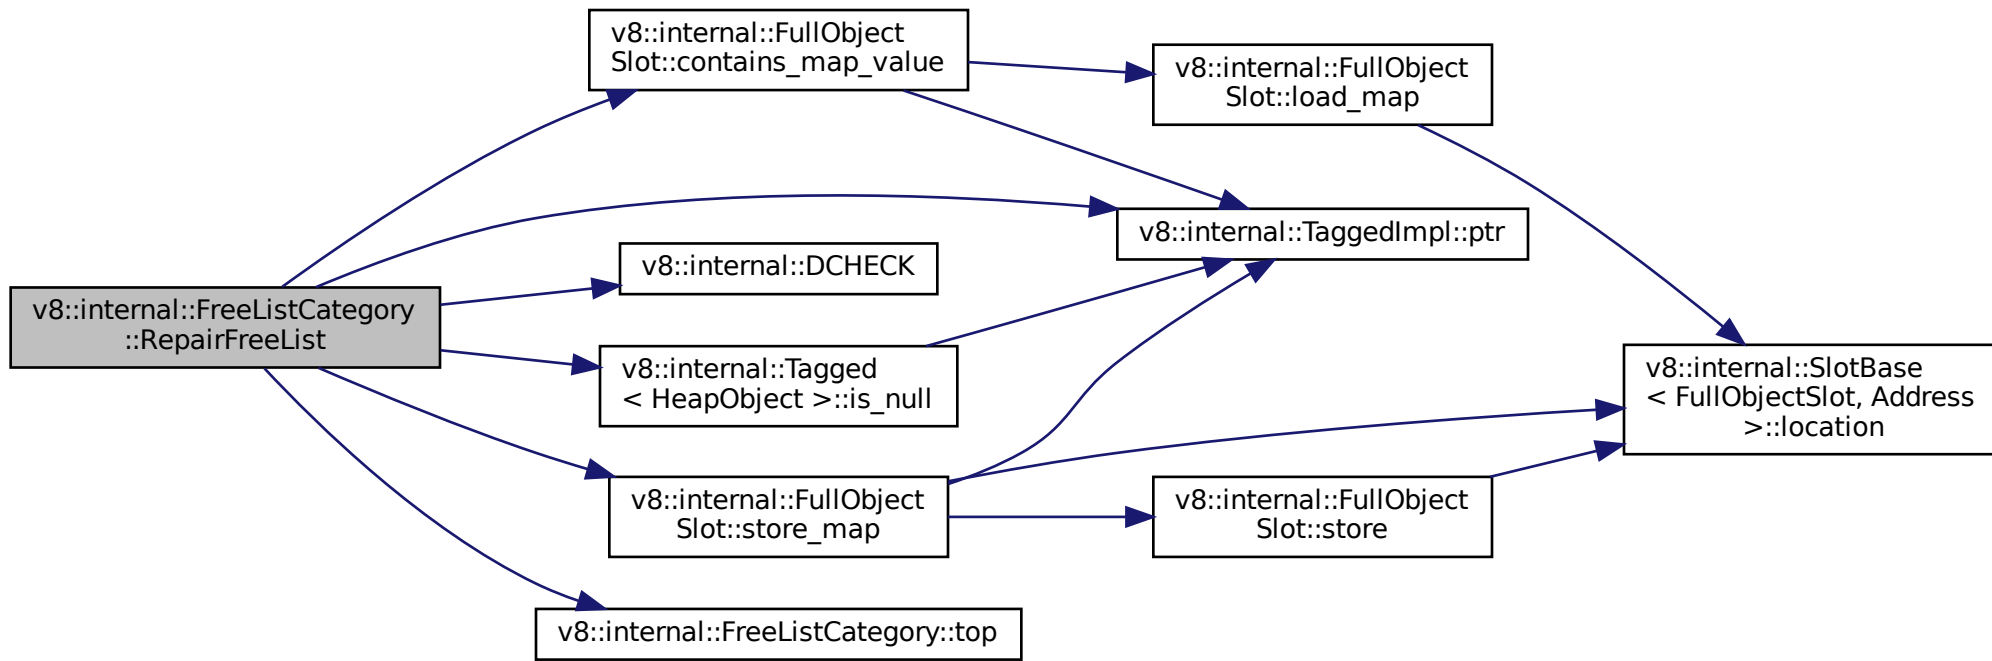 v8::internal::FreeListCategory
::RepairFreeList
v8::internal::FullObject
Slot::contains_map_value
v8::internal::FullObject
Slot::load_map
v8::internal::TaggedImpl::ptr
v8::internal::DCHECK
v8::internal::Tagged
< HeapObject >::is_null
v8::internal::SlotBase
< FullObjectSlot, Address
>::location
v8::internal::FullObject
Slot::store_map
v8::internal::FullObject
Slot::store
v8::internal::FreeListCategory::top